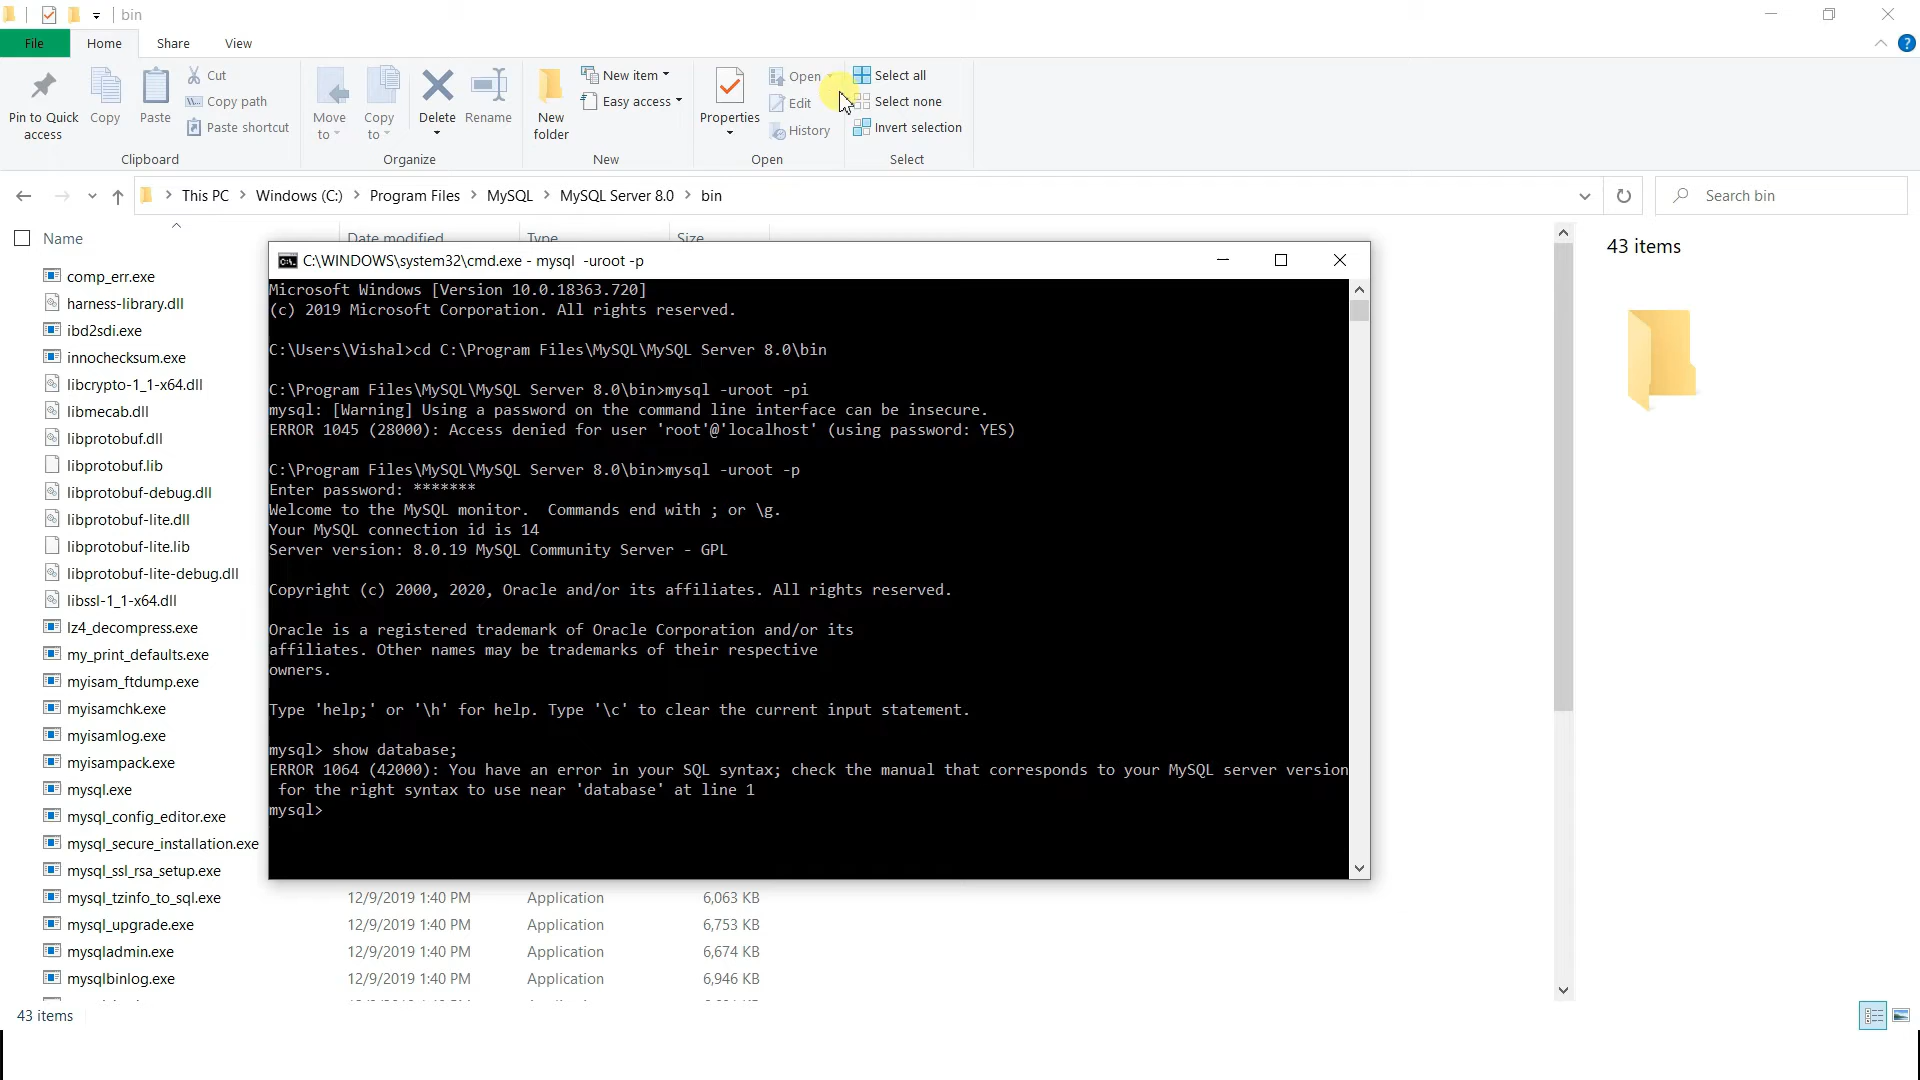 bin
File Home Share View
Pin to Quick access
Copy
Paste
Cut
Copy path
Paste shortcut
Clipboard
Move to
Copy to
Delete
Rename
Organize
New folder
New item
Easy access
New
Properties
Open
Edit
History
Open
Select all
Select none
Invert selection
Select
This PC > Windows (C:) > Program Files > MySQL > MySQL Server 8.0 > bin
Search bin
Name Date modified Type Size
43 items
comp_err.exe
harness-library.dll
ibd2sdi.exe
innochecksum.exe
libcrypto-1_1-x64.dll
libmecab.dll
libprotobuf.dll
libprotobuf.lib
libprotobuf-debug.dll
libprotobuf-lite.dll
libprotobuf-lite.lib
libprotobuf-lite-debug.dll
libssl-1_1-x64.dll
lz4_decompress.exe
my_print_defaults.exe
myisam_ftdump.exe
myisamchk.exe
myisamlog.exe
myisampack.exe
mysql.exe
mysql_config_editor.exe
mysql_secure_installation.exe
mysql_ssl_rsa_setup.exe
mysql_tzinfo_to_sql.exe 12/9/2019 1:40 PM Application 6,063 KB
mysql_upgrade.exe 12/9/2019 1:40 PM Application 6,753 KB
mysqladmin.exe 12/9/2019 1:40 PM Application 6,674 KB
mysqlbinlog.exe 12/9/2019 1:40 PM Application 6,946 KB
43 items
C:\WINDOWS\system32\cmd.exe - mysql -uroot -p
Microsoft Windows [Version 10.0.18363.720]
(c) 2019 Microsoft Corporation. All rights reserved.
C:\Users\Vishal>cd C:\Program Files\MySQL\MySQL Server 8.0\bin
C:\Program Files\MySQL\MySQL Server 8.0\bin>mysql -uroot -pi
mysql: [Warning] Using a password on the command line interface can be insecure.
ERROR 1045 (28000): Access denied for user 'root'@'localhost' (using password: YES)
C:\Program Files\MySQL\MySQL Server 8.0\bin>mysql -uroot -p
Enter password: *******
Welcome to the MySQL monitor.  Commands end with ; or \g.
Your MySQL connection id is 14
Server version: 8.0.19 MySQL Community Server - GPL
Copyright (c) 2000, 2020, Oracle and/or its affiliates. All rights reserved.
Oracle is a registered trademark of Oracle Corporation and/or its
affiliates. Other names may be trademarks of their respective
owners.
Type 'help;' or '\h' for help. Type '\c' to clear the current input statement.
mysql> show database;
ERROR 1064 (42000): You have an error in your SQL syntax; check the manual that corresponds to your MySQL server version
for the right syntax to use near 'database' at line 1
mysql>